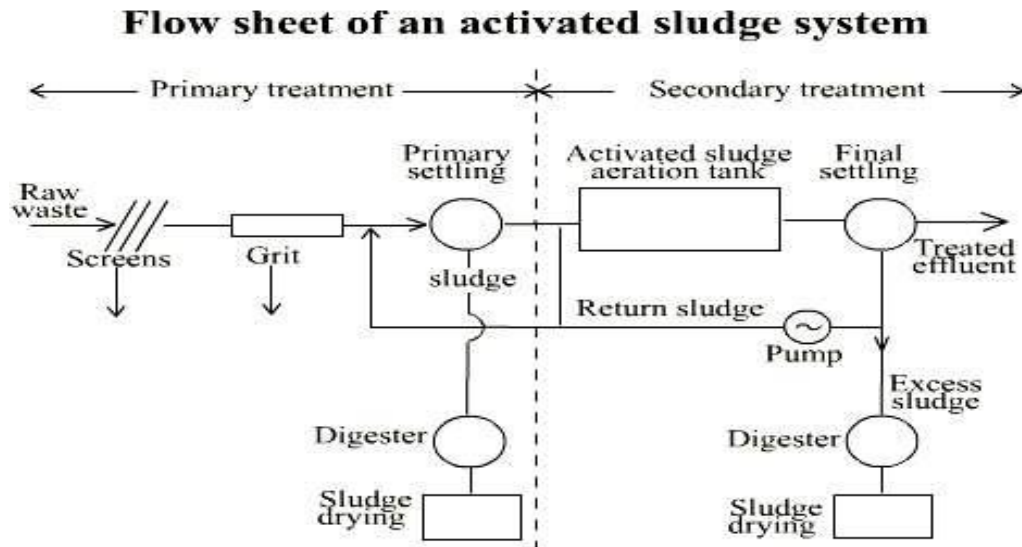 Flow sheet of an activated sludge system
Primary treatment
Secondary treatment
Raw
waste
Screens
Grit
Primary
settling
sludge
Activated sludge
aeration tank
Final
settling
Treated
effluent
Return sludge
Pump
Excess
sludge
Digester
Digester
Sludge
drying
Sludge
drying